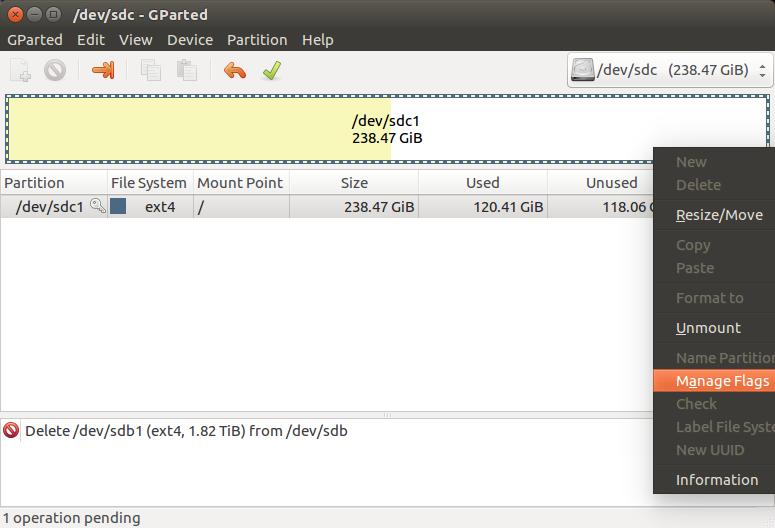 /dev/sdc - GParted
GParted Edit View Device Partition Help
/dev/sdc (238.47 GiB)
/dev/sdc1
238.47 GiB
Partition File System Mount Point Size Used Unused
/dev/sdc1 ext4 / 238.47 GiB 120.41 GiB 118.06
New
Delete
Resize/Move
Copy
Paste
Format to
Unmount
Name Partition
Manage Flags
Check
Label File Syste
New UUID
Information
Delete /dev/sdb1 (ext4, 1.82 TiB) from /dev/sdb
1 operation pending